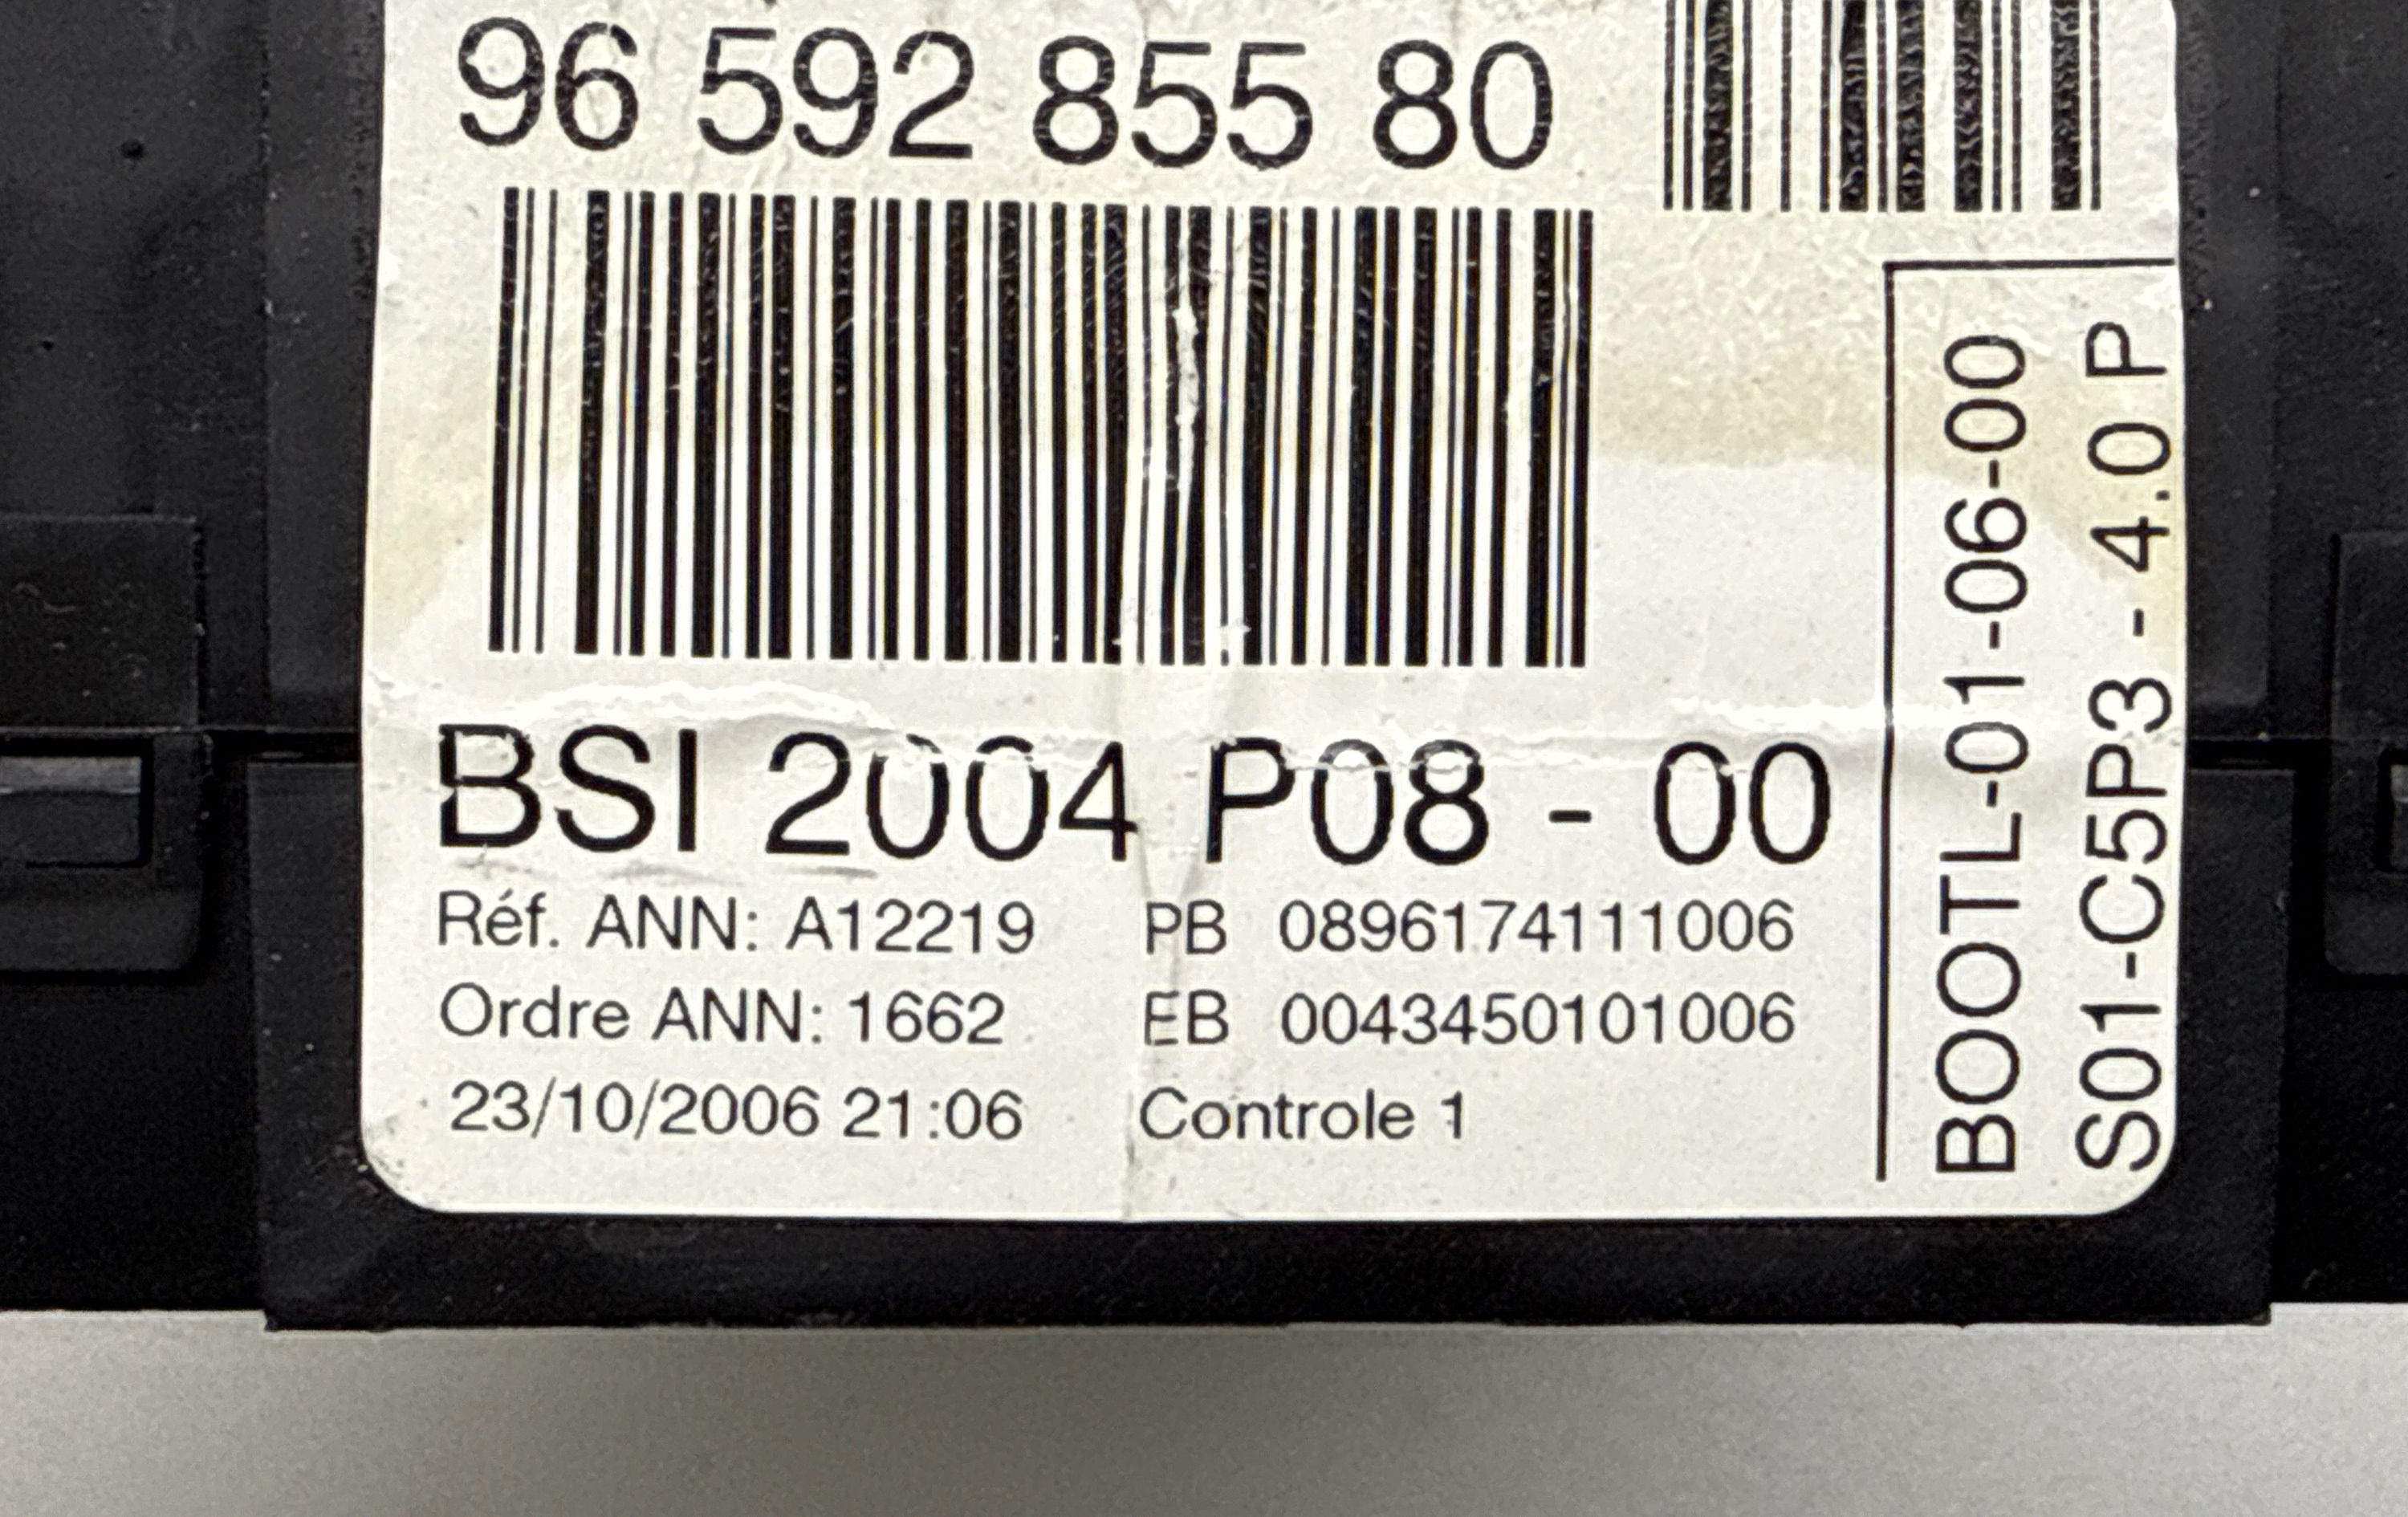 96 592 855 80
BSI 2004 P08 - 00
Réf. ANN: A12219 PB 0896174111006
Ordre ANN: 1662 EB 0043450101006
23/10/2006 21:06 Controle 1
BOOTL-01-06-00
S01-C5P3 - 4.0 P